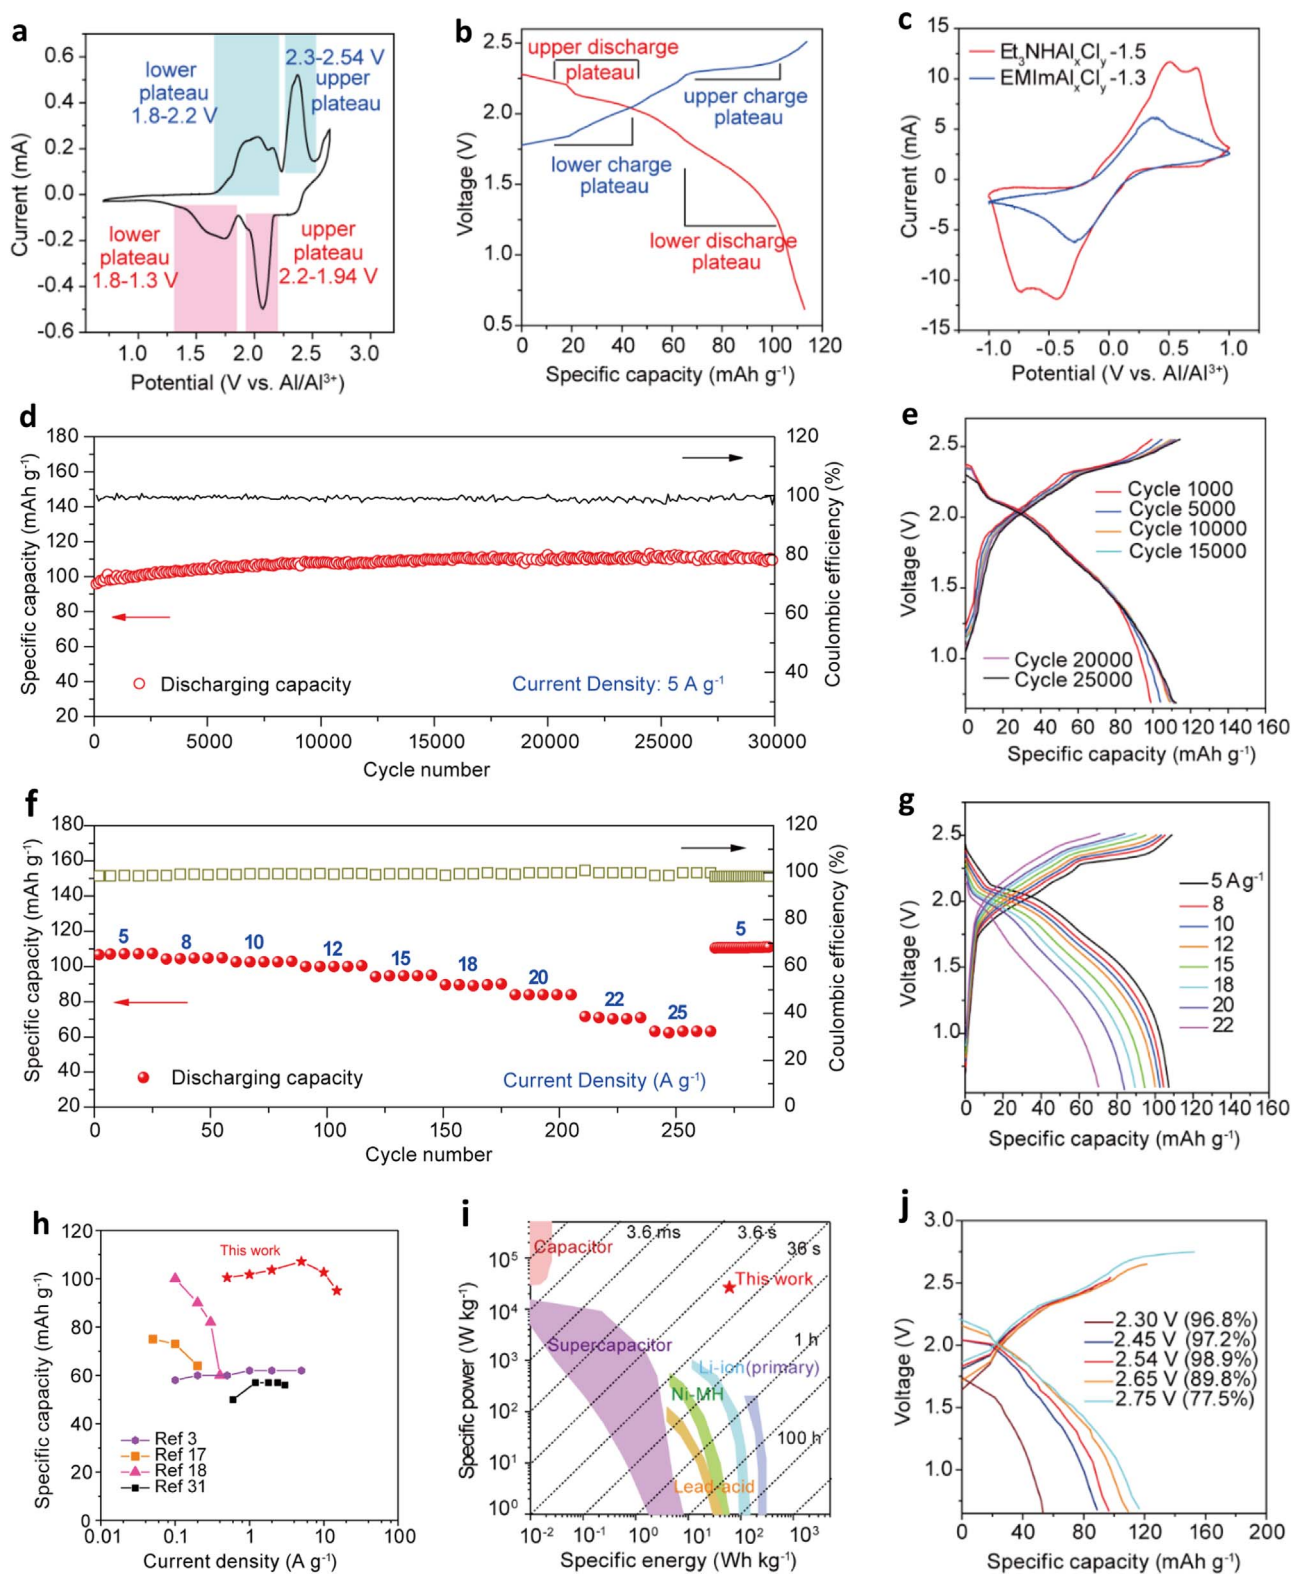 a
0.6
0.4
0.2
0.0
-0.2
-0.4
-0.6
Current (mA)
lower
plateau
1.8-2.2 V
2.3-2.54 V
upper
plateau
lower
plateau
1.8-1.3 V
upper
plateau
2.2-1.94 V
1.0 1.5 2.0 2.5 3.0
Potential (V vs. Al/Al³⁺)
b
2.5
2.0
1.5
1.0
0.5
Voltage (V)
upper discharge
plateau
upper charge
plateau
lower charge
plateau
lower discharge
plateau
0 20 40 60 80 100 120
Specific capacity (mAh g⁻¹)
c
15
10
5
0
-5
-10
-15
Current (mA)
Et₃NHAlₓClᵧ -1.5
EMImAlₓClᵧ -1.3
-1.0 -0.5 0.0 0.5 1.0
Potential (V vs. Al/Al³⁺)
d
180
160
140
120
100
80
60
40
20
Specific capacity (mAh g⁻¹)
120
100
80
60
40
Coulombic efficiency (%)
Discharging capacity
Current Density: 5 A g⁻¹
0 5000 10000 15000 20000 25000 30000
Cycle number
e
2.5
2.0
1.5
1.0
Voltage (V)
Cycle 1000
Cycle 5000
Cycle 10000
Cycle 15000
Cycle 20000
Cycle 25000
0 20 40 60 80 100 120 140 160
Specific capacity (mAh g⁻¹)
f
180
160
140
120
100
80
60
40
20
Specific capacity (mAh g⁻¹)
120
100
80
60
40
20
0
Coulombic efficiency (%)
5 8 10 12 15 18 20 22 25 5
Discharging capacity
Current Density (A g⁻¹)
0 50 100 150 200 250
Cycle number
g
2.5
2.0
1.5
1.0
Voltage (V)
5 A g⁻¹
8
10
12
15
18
20
22
0 20 40 60 80 100 120 140 160
Specific capacity (mAh g⁻¹)
h
120
100
80
60
40
20
0
Specific capacity (mAh g⁻¹)
This work
Ref 3
Ref 17
Ref 18
Ref 31
0.01 0.1 1 10 100
Current density (A g⁻¹)
i
10⁵
10⁴
10³
10²
10¹
10⁰
Specific power (W kg⁻¹)
3.6 ms 3.6 s
36 s
Capacitor
This work
1 h
Supercapacitor
Li-ion(primary)
Ni-MH
100 h
Lead-acid
10⁻² 10⁻¹ 10⁰ 10¹ 10² 10³
Specific energy (Wh kg⁻¹)
j
3.0
2.5
2.0
1.5
1.0
Voltage (V)
2.30 V (96.8%)
2.45 V (97.2%)
2.54 V (98.9%)
2.65 V (89.8%)
2.75 V (77.5%)
0 40 80 120 160 200
Specific capacity (mAh g⁻¹)